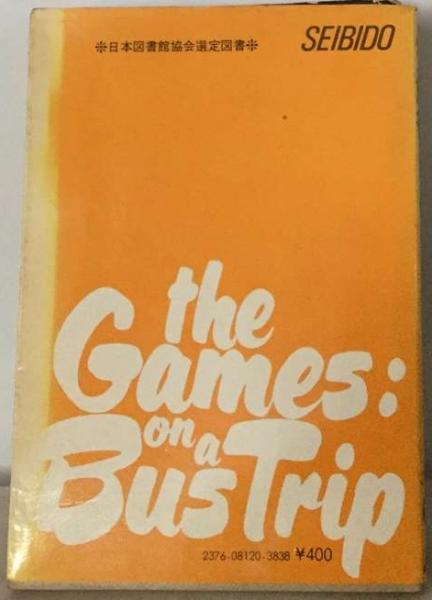 ※日本図書館協会選定図書※
SEIBIDO
the
Games:
on a
Bus Trip
2376-08120-3838 ¥400